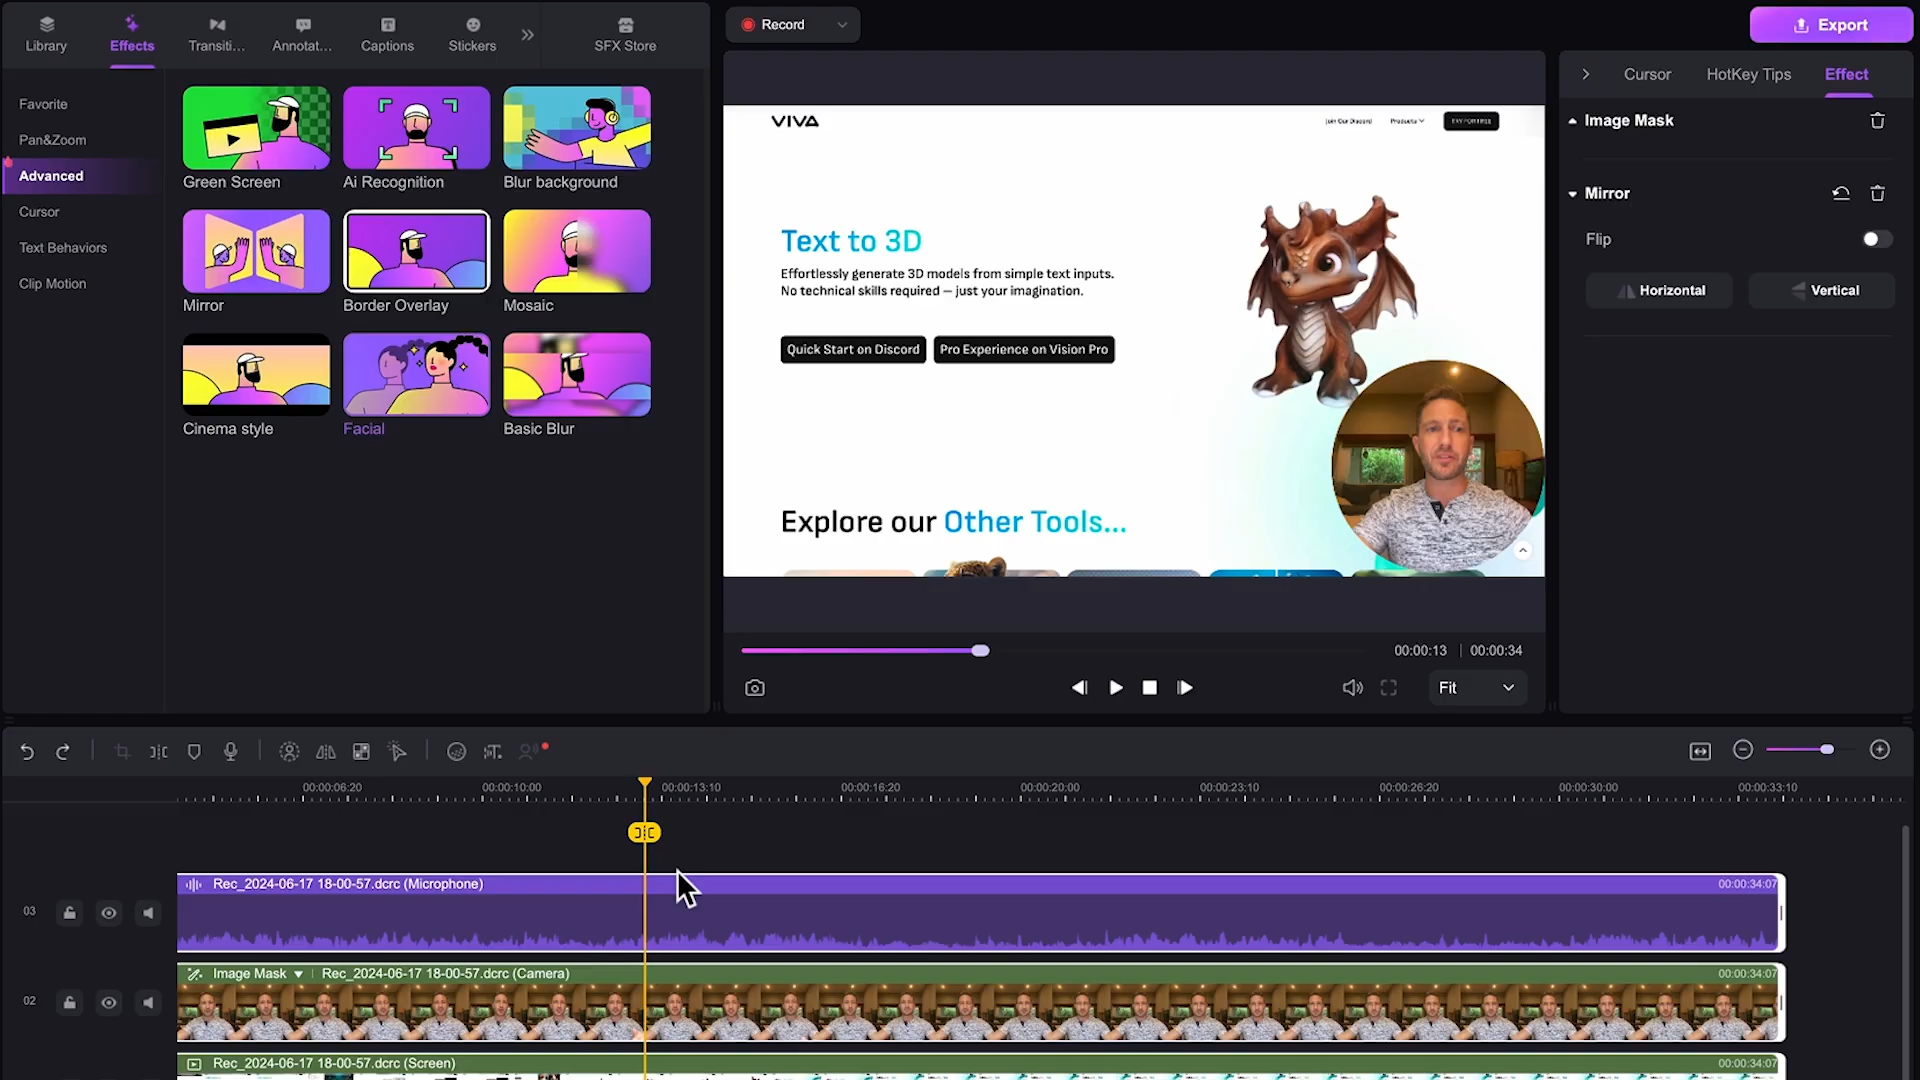 Library
Effects
Transiti...
Annotat...
Captions
Stickers
SFX Store
Record
Export
Favorite
Pan&Zoom
Advanced
Cursor
Text Behaviors
Clip Motion
Green Screen
Ai Recognition
Blur background
Mirror
Border Overlay
Mosaic
Cinema style
Facial
Basic Blur
VIVA
Join Our Discord
Products
TRY FOR FREE
Text to 3D
Effortlessly generate 3D models from simple text inputs.
No technical skills required – just your imagination.
Quick Start on Discord
Pro Experience on Vision Pro
Explore our Other Tools...
Cursor
HotKey Tips
Effect
Image Mask
Mirror
Flip
Horizontal
Vertical
00:00:13 | 00:00:34
Fit
00:00:06:20
00:00:10:00
00:00:13:10
00:00:16:20
00:00:20:00
00:00:23:10
00:00:26:20
00:00:30:00
00:00:33:10
03
Rec_2024-06-17 18-00-57.dcrc (Microphone)
00:00:34:07
02
Image Mask
Rec_2024-06-17 18-00-57.dcrc (Camera)
00:00:34:07
Rec_2024-06-17 18-00-57.dcrc (Screen)
00:00:34:07